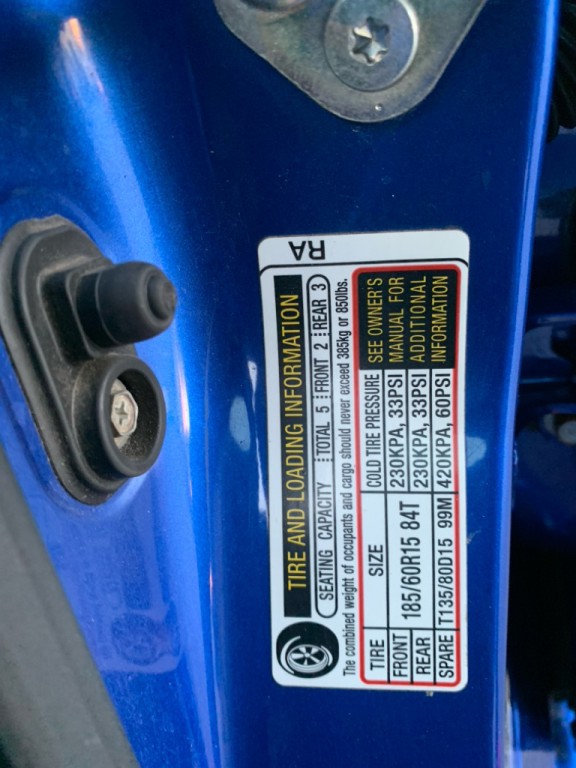 RA
TIRE AND LOADING INFORMATION
SEATING CAPACITY TOTAL 5 FRONT 2 REAR 3
The combined weight of occupants and cargo should never exceed 385kg or 850lbs.
TIRE SIZE COLD TIRE PRESSURE
FRONT 185/60R15 84T 230KPA, 33PSI
REAR 230KPA, 33PSI
SPARE T135/80D15 99M 420KPA, 60PSI
SEE OWNER'S
MANUAL FOR
ADDITIONAL
INFORMATION